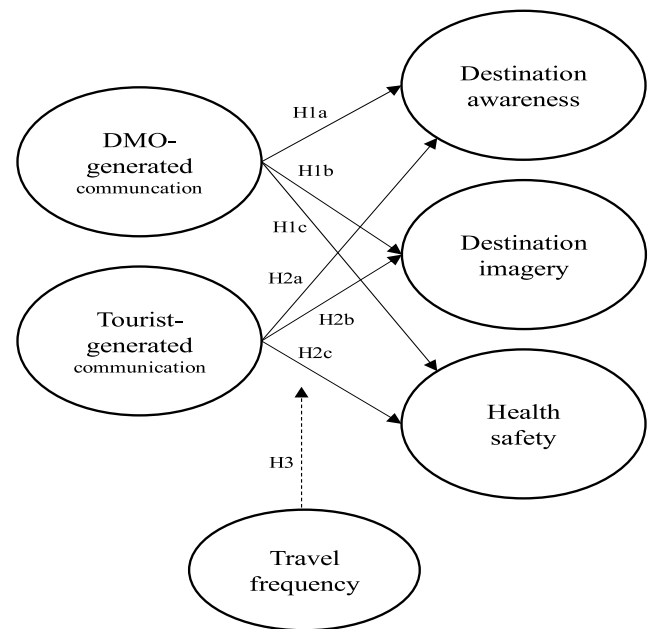 Destination
awareness
DMO-
generated
communcation
H1a
H1b
H1c
Destination
imagery
H2a
H2b
H2c
Tourist-
generated
communication
Health
safety
H3
Travel
frequency